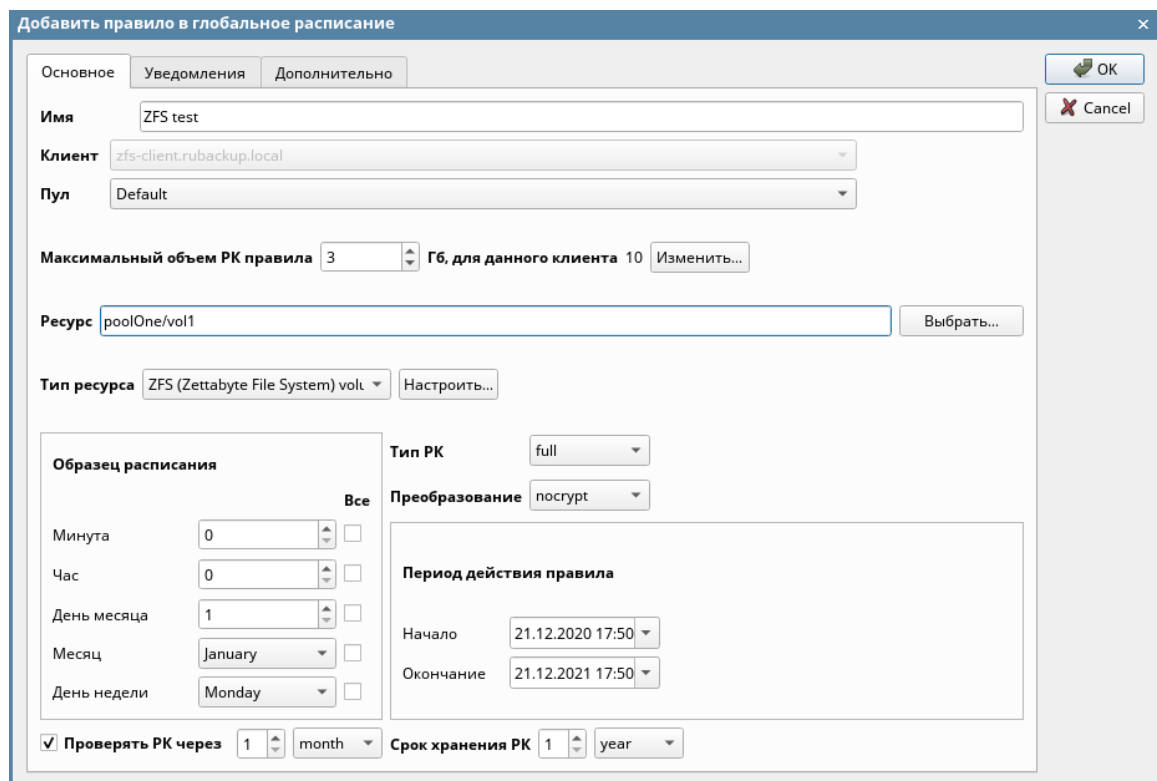 Добавить правило в глобальное расписание
Основное Уведомления Дополнительно
OK
Cancel
Имя ZFS test
Клиент zfs-client.rubackup.local
Пул Default
Максимальный объем РК правила 3 Гб, для данного клиента 10 Изменить...
Ресурс poolOne/vol1 Выбрать...
Тип ресурса ZFS (Zettabyte File System) volu Настроить...
Образец расписания
Все
Минута 0
Час 0
День месяца 1
Месяц January
День недели Monday
Тип РК full
Преобразование nocrypt
Период действия правила
Начало 21.12.2020 17:50
Окончание 21.12.2021 17:50
Проверять РК через 1 month Срок хранения РК 1 year